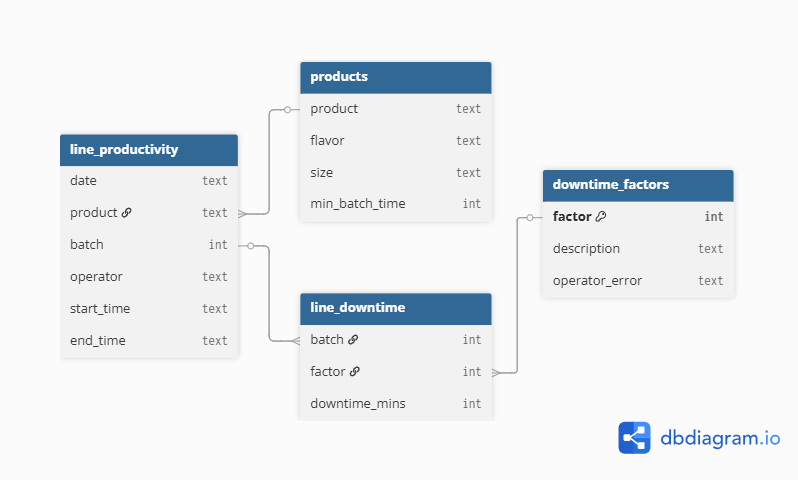 products
product text
flavor text
size text
min_batch_time int
line_productivity
date text
product text
batch int
operator text
start_time text
end_time text
downtime_factors
factor int
description text
operator_error text
line_downtime
batch int
factor int
downtime_mins int
dbdiagram.io